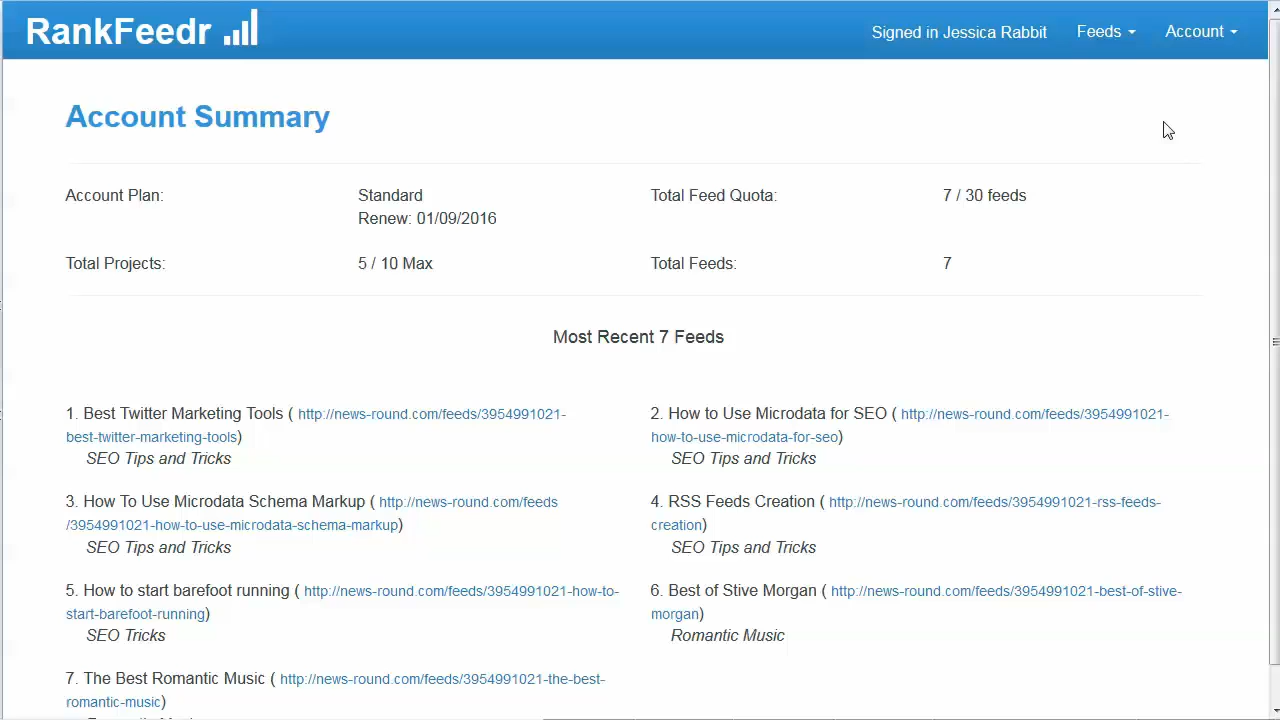 RankFeedr
Signed in Jessica Rabbit
Feeds
Account
Account Summary
Account Plan:
Standard
Renew: 01/09/2016
Total Feed Quota:
7 / 30 feeds
Total Projects:
5 / 10 Max
Total Feeds:
7
Most Recent 7 Feeds
1. Best Twitter Marketing Tools ( http://news-round.com/feeds/3954991021-
best-twitter-marketing-tools)
SEO Tips and Tricks
2. How to Use Microdata for SEO ( http://news-round.com/feeds/3954991021-
how-to-use-microdata-for-seo)
SEO Tips and Tricks
3. How To Use Microdata Schema Markup ( http://news-round.com/feeds
/3954991021-how-to-use-microdata-schema-markup)
SEO Tips and Tricks
4. RSS Feeds Creation ( http://news-round.com/feeds/3954991021-rss-feeds-
creation)
SEO Tips and Tricks
5. How to start barefoot running ( http://news-round.com/feeds/3954991021-how-to-
start-barefoot-running)
SEO Tricks
6. Best of Stive Morgan ( http://news-round.com/feeds/3954991021-best-of-stive-
morgan)
Romantic Music
7. The Best Romantic Music ( http://news-round.com/feeds/3954991021-the-best-
romantic-music)